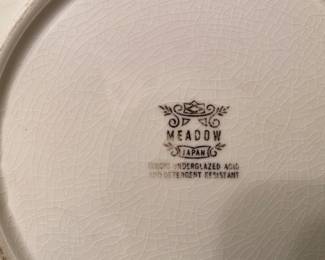 MEADOW
JAPAN
UNDERGLAZED ACID
AND DETERGENT RESISTANT